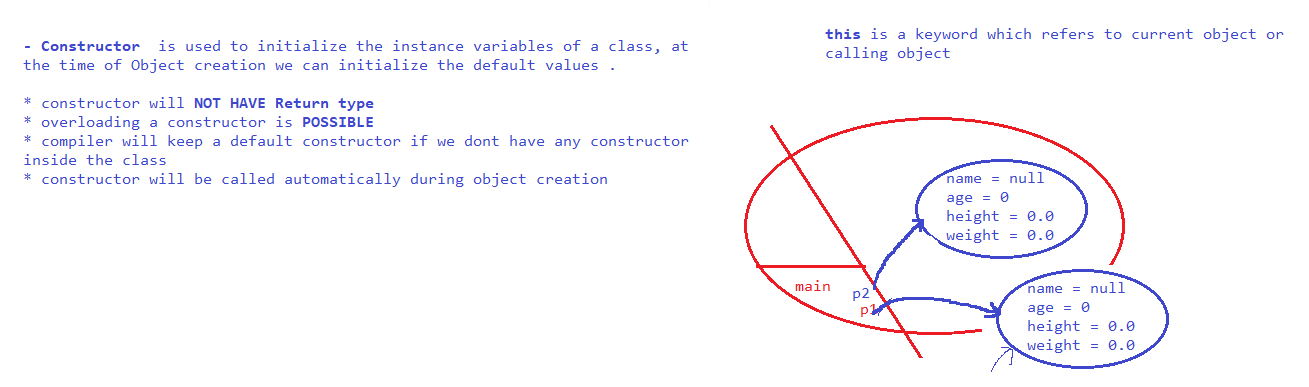 - Constructor  is used to initialize the instance variables of a class, at
the time of Object creation we can initialize the default values .
* constructor will NOT HAVE Return type
* overloading a constructor is POSSIBLE
* compiler will keep a default constructor if we dont have any constructor
inside the class
* constructor will be called automatically during object creation
this is a keyword which refers to current object or
calling object
name = null
age = 0
height = 0.0
weight = 0.0
main
p2
p1
name = null
age = 0
height = 0.0
weight = 0.0